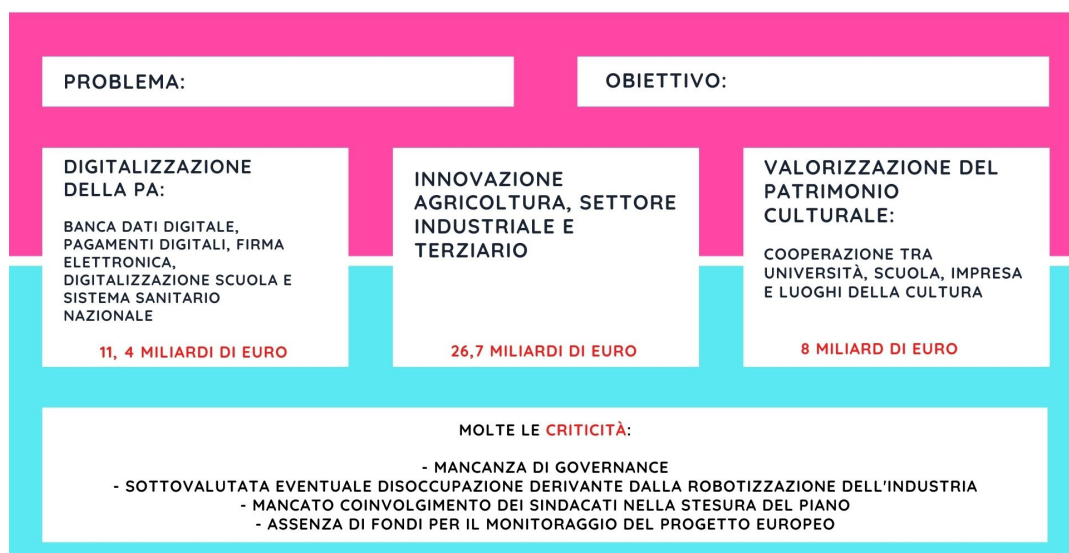 PROBLEMA:
OBIETTIVO:
DIGITALIZZAZIONE
DELLA PA:
BANCA DATI DIGITALE,
PAGAMENTI DIGITALI, FIRMA
ELETTRONICA,
DIGITALIZZAZIONE SCUOLA E
SISTEMA SANITARIO
NAZIONALE
11, 4 MILIARDI DI EURO
INNOVAZIONE
AGRICOLTURA, SETTORE
INDUSTRIALE E
TERZIARIO
26,7 MILIARDI DI EURO
VALORIZZAZIONE DEL
PATRIMONIO
CULTURALE:
COOPERAZIONE TRA
UNIVERSITÀ, SCUOLA, IMPRESA
E LUOGHI DELLA CULTURA
8 MILIARD DI EURO
MOLTE LE CRITICITÀ:
- MANCANZA DI GOVERNANCE
- SOTTOVALUTATA EVENTUALE DISOCCUPAZIONE DERIVANTE DALLA ROBOTIZZAZIONE DELL'INDUSTRIA
- MANCATO COINVOLGIMENTO DEI SINDACATI NELLA STESURA DEL PIANO
- ASSENZA DI FONDI PER IL MONITORAGGIO DEL PROGETTO EUROPEO